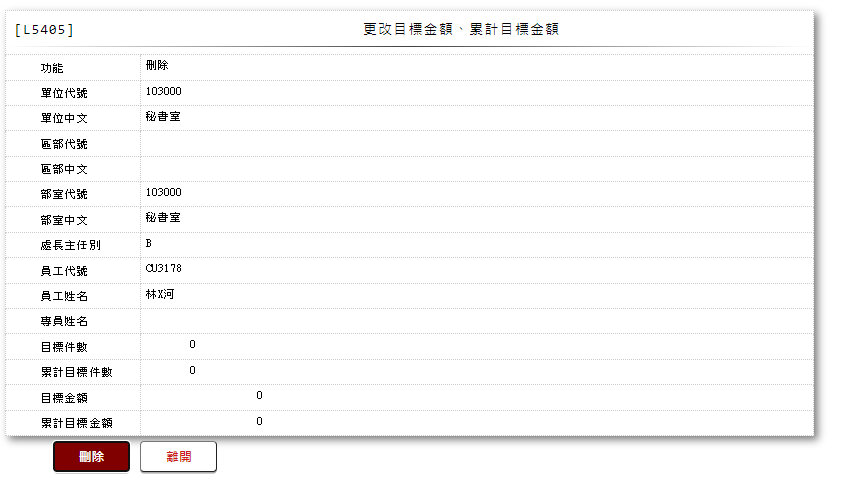 [L5405] 更改目標金額、累計目標金額
功能 刪除
單位代號 103000
單位中文 秘書室
區部代號
區部中文
部室代號 103000
部室中文 秘書室
處長主任別 B
員工代號 CU3178
員工姓名 林X河
專員姓名
目標件數 0
累計目標件數 0
目標金額 0
累計目標金額 0
刪除 離開